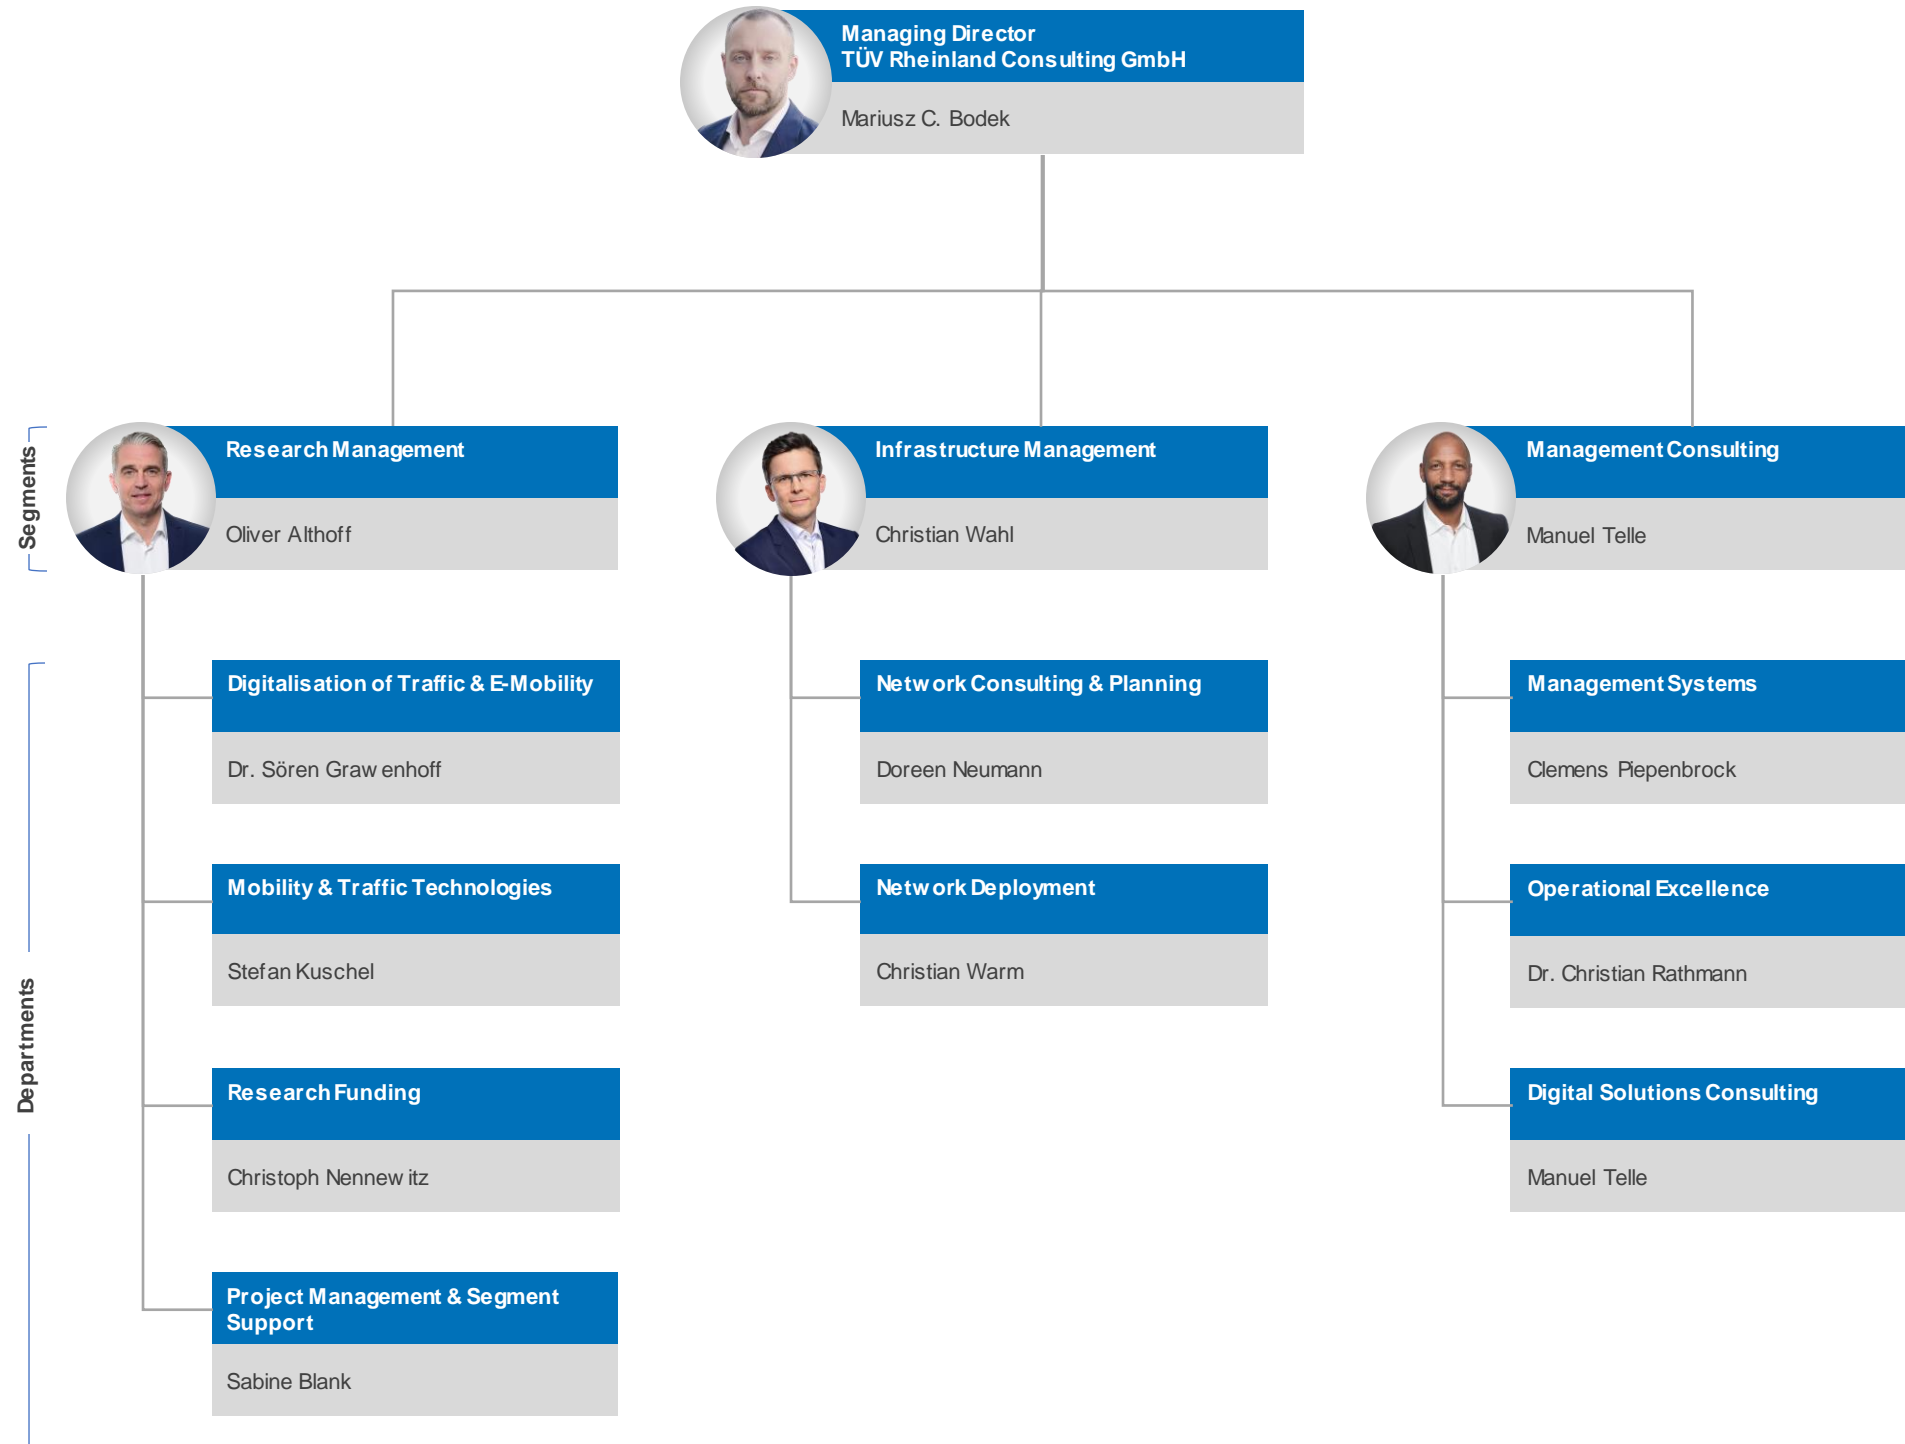 Managing Director
TÜV Rheinland Consulting GmbH
Mariusz C. Bodek
Segments
Research Management
Oliver Althoff
Infrastructure Management
Christian Wahl
Management Consulting
Manuel Telle
Departments
Digitalisation of Traffic & E-Mobility
Dr. Sören Grawenhoff
Network Consulting & Planning
Doreen Neumann
Management Systems
Clemens Piepenbrock
Mobility & Traffic Technologies
Stefan Kuschel
Network Deployment
Christian Warm
Operational Excellence
Dr. Christian Rathmann
Research Funding
Christoph Nennewitz
Digital Solutions Consulting
Manuel Telle
Project Management & Segment
Support
Sabine Blank